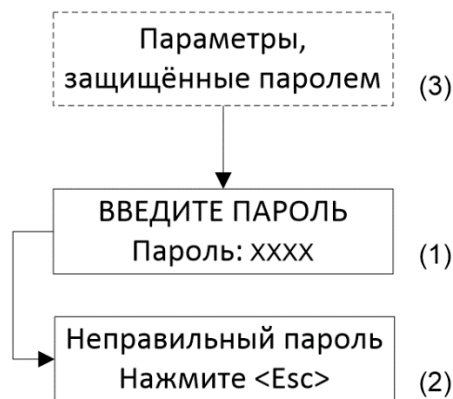 Параметры,
защищённые паролем
(3)
ВВЕДИТЕ ПАРОЛЬ
Пароль: XXXX
(1)
Неправильный пароль
Нажмите <Esc>
(2)